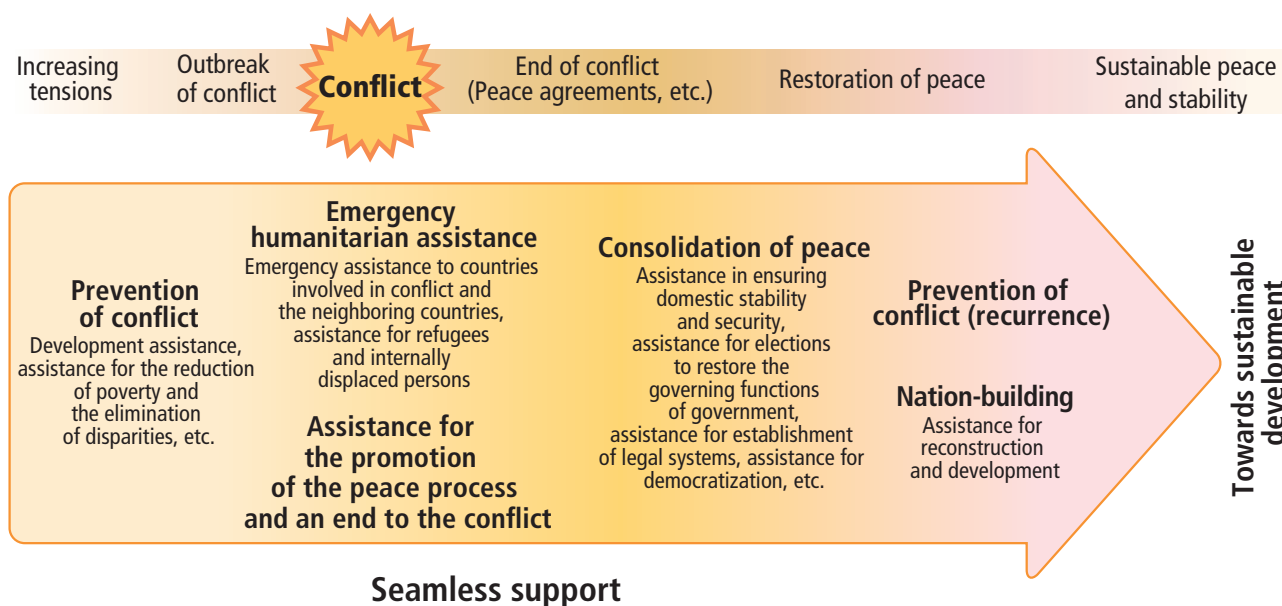 Increasing
tensions
Outbreak
of conflict
Conflict
End of conflict
(Peace agreements, etc.)
Restoration of peace
Sustainable peace
and stability
Prevention
of conflict
Development assistance,
assistance for the reduction
of poverty and
the elimination
of disparities, etc.
Emergency
humanitarian assistance
Emergency assistance to countries
involved in conflict and
the neighboring countries,
assistance for refugees
and internally
displaced persons
Assistance for
the promotion
of the peace process
and an end to the conflict
Consolidation of peace
Assistance in ensuring
domestic stability
and security,
assistance for elections
to restore the
governing functions
of government,
assistance for establishment
of legal systems, assistance for
democratization, etc.
Prevention of
conflict (recurrence)
Nation-building
Assistance for
reconstruction
and development
Towards sustainable
development
Seamless support